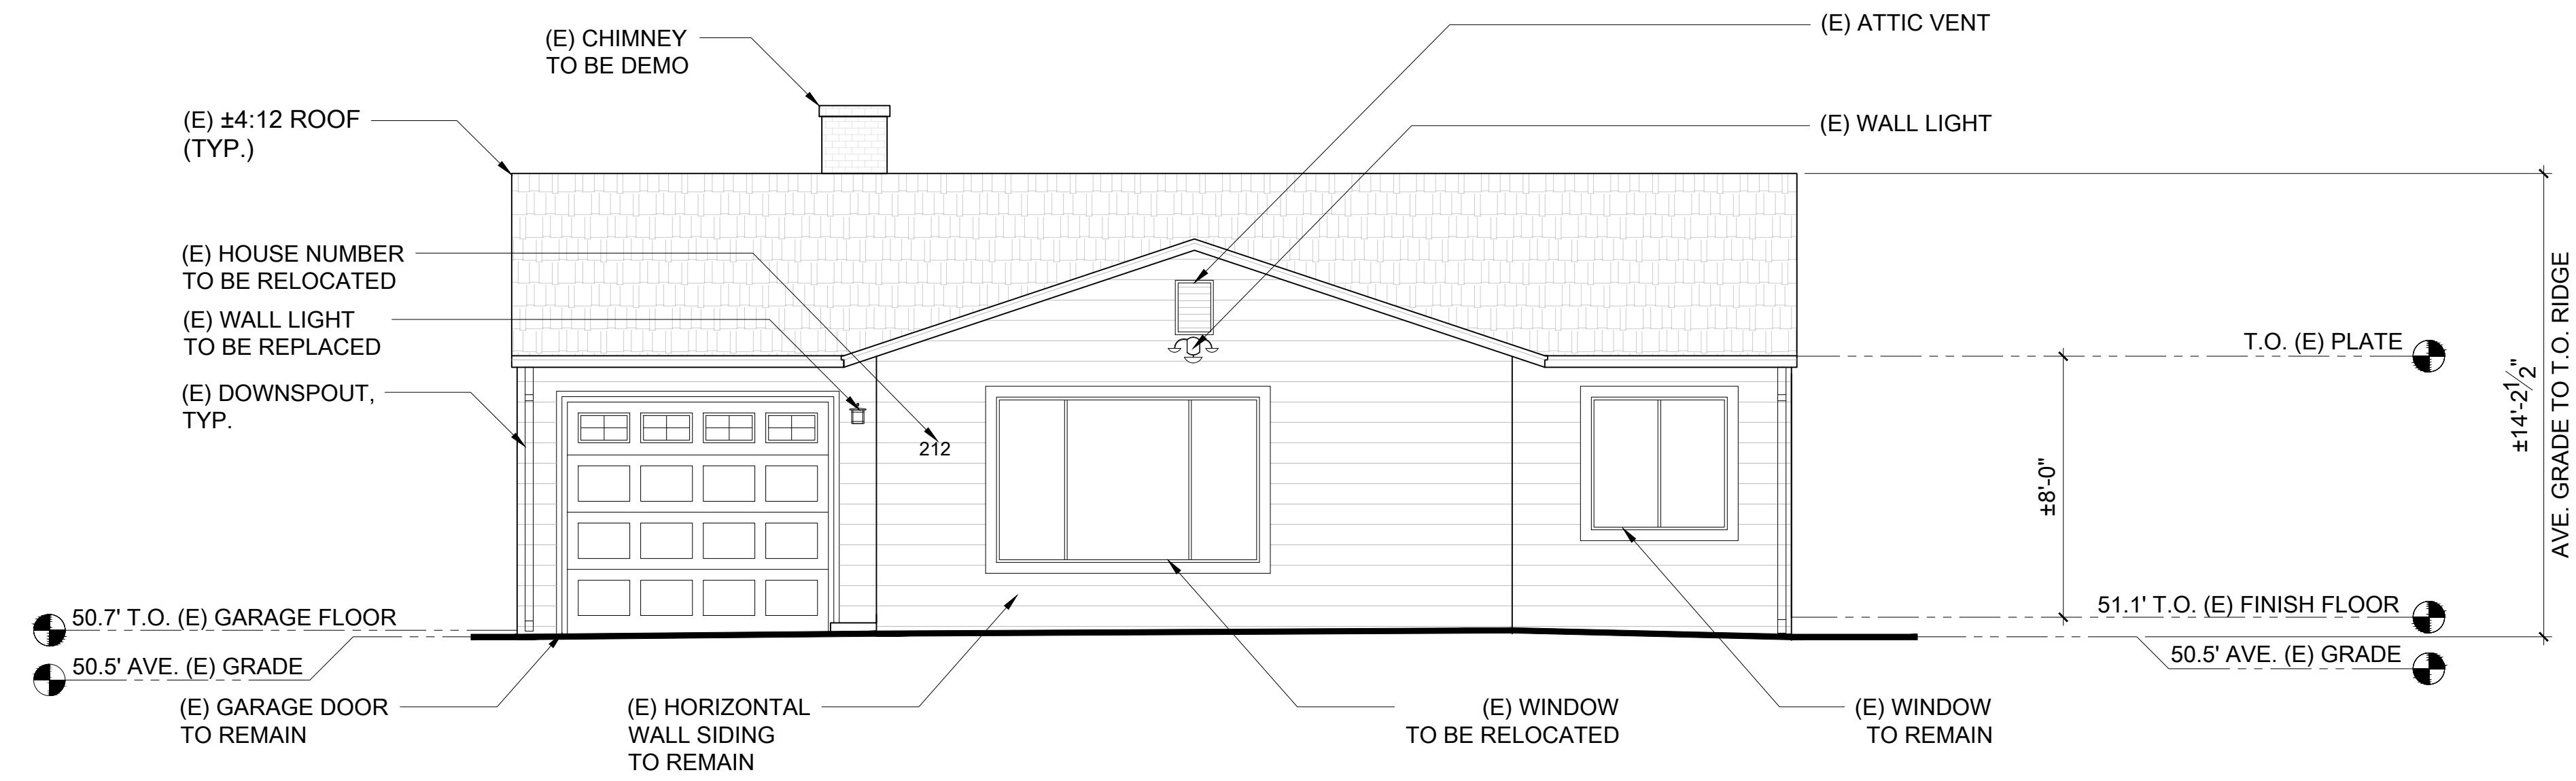 (E) CHIMNEY
TO BE DEMO
(E) ATTIC VENT
(E) ±4:12 ROOF
(TYP.)
(E) WALL LIGHT
(E) HOUSE NUMBER
TO BE RELOCATED
(E) WALL LIGHT
TO BE REPLACED
(E) DOWNSPOUT,
TYP.
212
T.O. (E) PLATE
±8'-0"
±14'-2 1/2"
AVE. GRADE TO T.O. RIDGE
50.7' T.O. (E) GARAGE FLOOR
50.5' AVE. (E) GRADE
51.1' T.O. (E) FINISH FLOOR
50.5' AVE. (E) GRADE
(E) GARAGE DOOR
TO REMAIN
(E) HORIZONTAL
WALL SIDING
TO REMAIN
(E) WINDOW
TO BE RELOCATED
(E) WINDOW
TO REMAIN